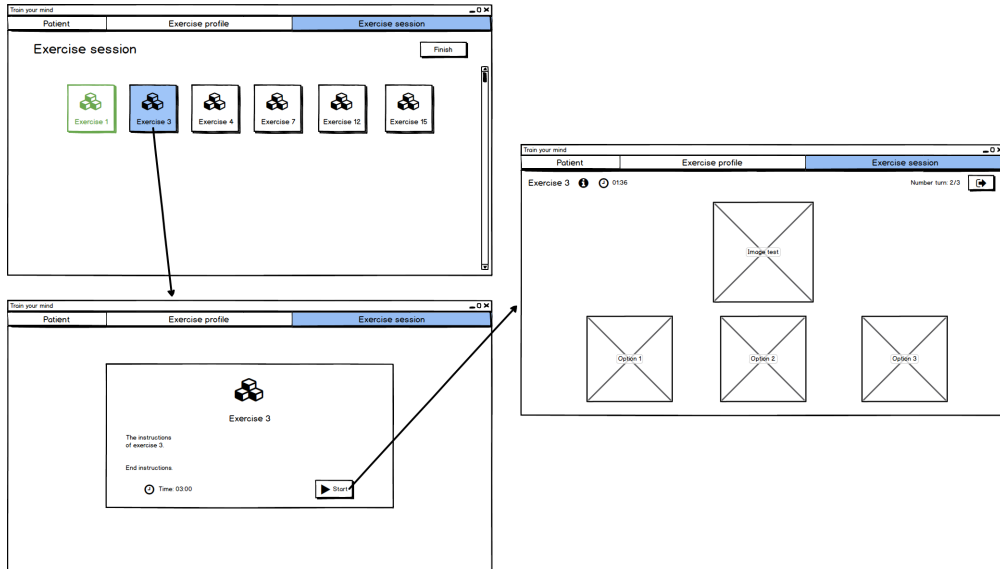 Train your mind
Patient
Exercise profile
Exercise session
Exercise session
Finish
Exercise 1
Exercise 3
Exercise 4
Exercise 7
Exercise 12
Exercise 15
Train your mind
Patient
Exercise profile
Exercise session
Exercise 3
The instructions
of exercise 3.
End instructions.
Time: 03:00
Start
Train your mind
Patient
Exercise profile
Exercise session
Exercise 3
01:36
Number turn: 2/3
Image test
Option 1
Option 2
Option 3